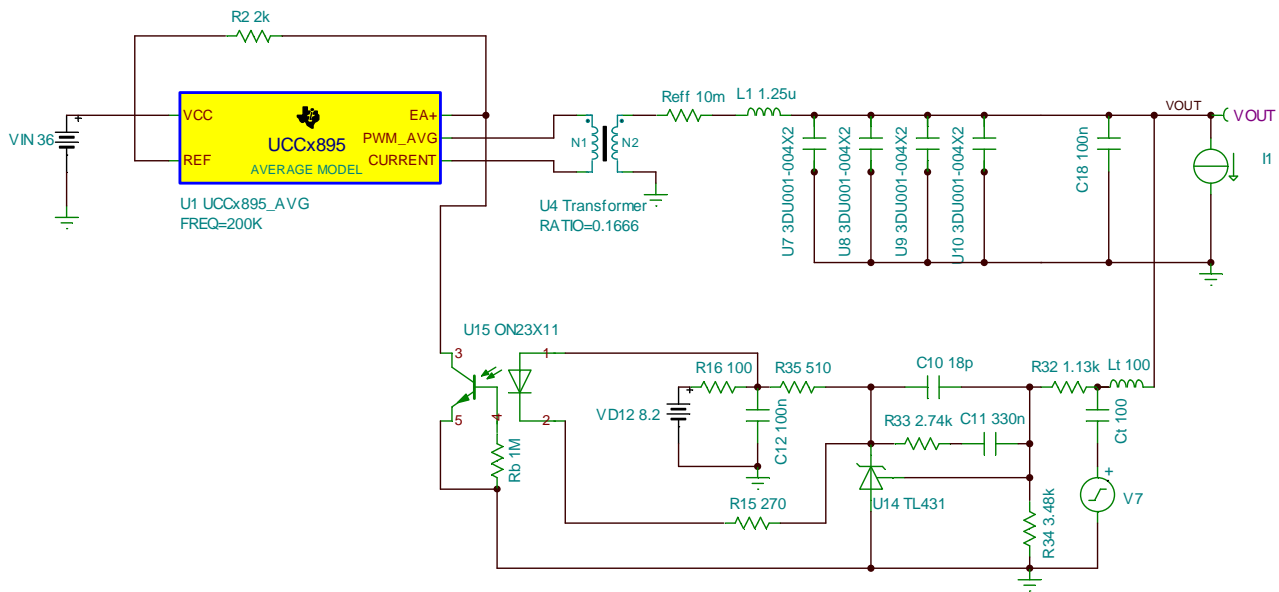 R2 2k
VCC
EA+
UCCx895
PWM_AVG
REF
CURRENT
AVERAGE MODEL
VIN 36
+
U1 UCCx895_AVG
FREQ=200K
N1
N2
U4 Transformer
RATIO=0.1666
Reff 10m
L1 1.25u
U7 3DU001-004X2
U8 3DU001-004X2
U9 3DU001-004X2
U10 3DU001-004X2
C18 100n
VOUT
VOUT
I1
U15 ON23X11
3
1
4
5
2
Rb 1M
R16 100
R35 510
+
VD12 8.2
C12 100n
C10 18p
R32 1.13k
Lt 100
R33 2.74k
C11 330n
Ct 100
R15 270
U14 TL431
R34 3.48k
+
V7